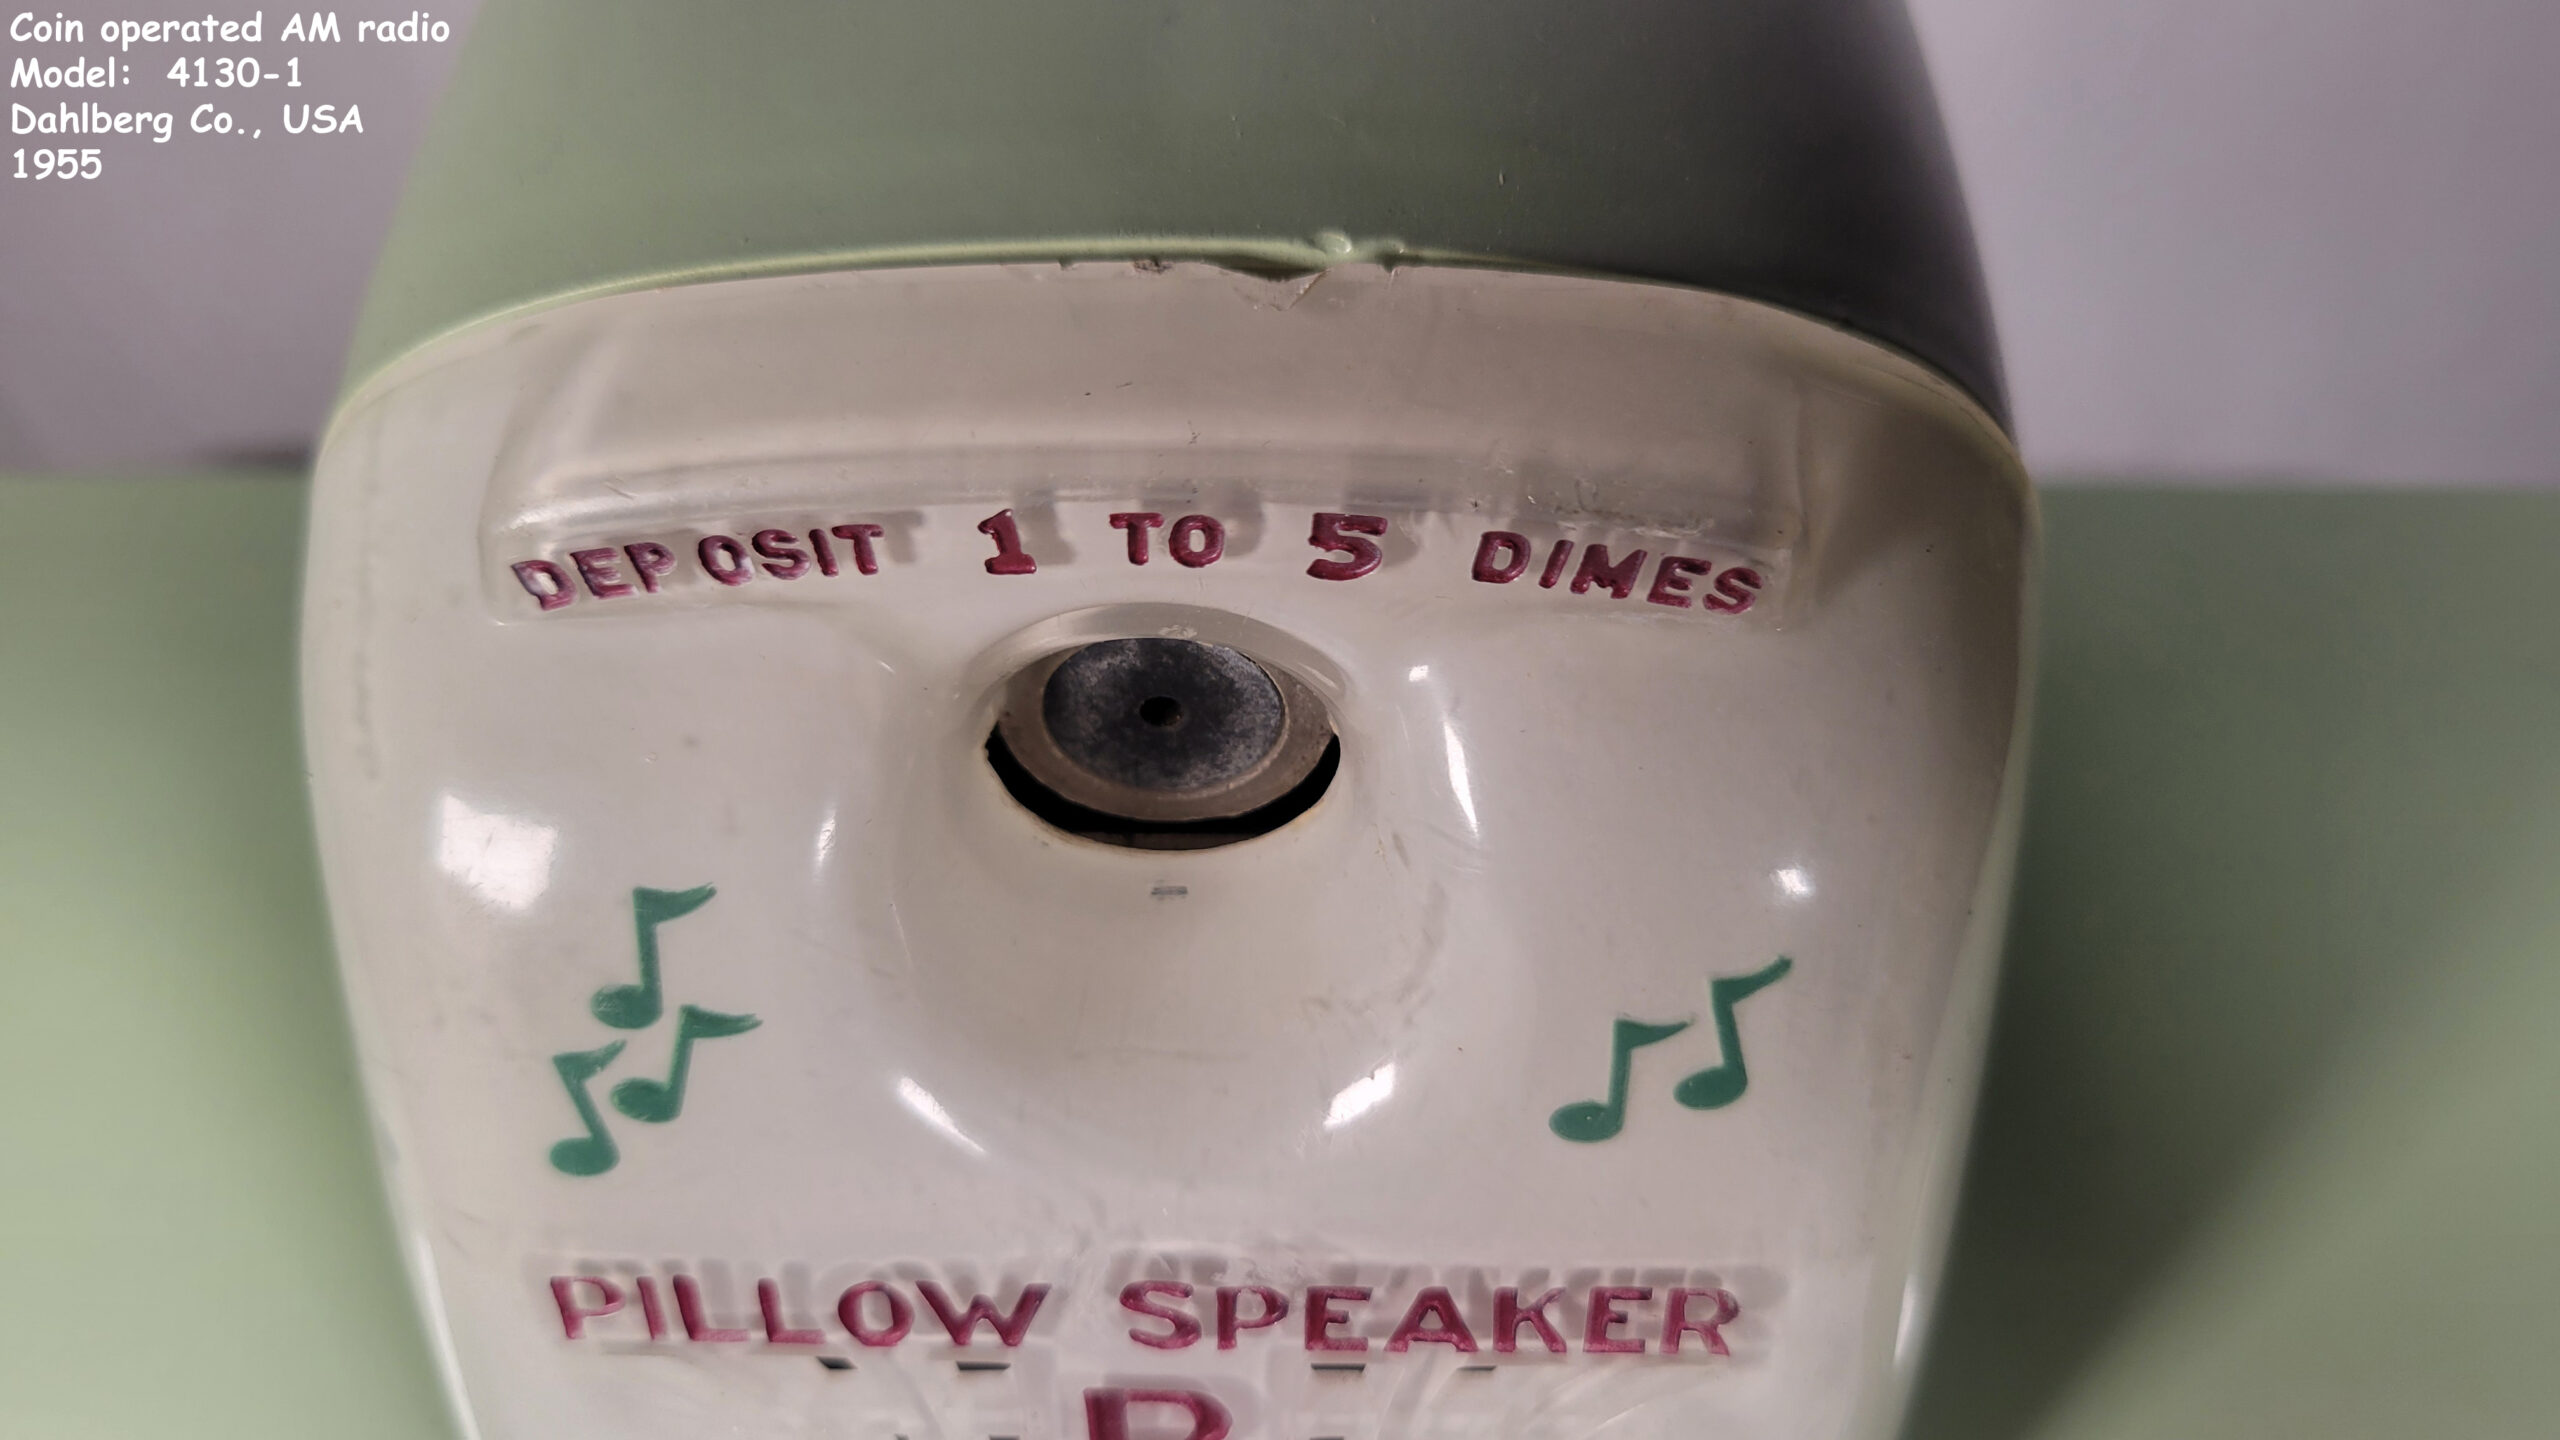 Coin operated AM radio
Model: 4130-1
Dahlberg Co., USA
1955
DEPOSIT 1 TO 5 DIMES
PILLOW SPEAKER